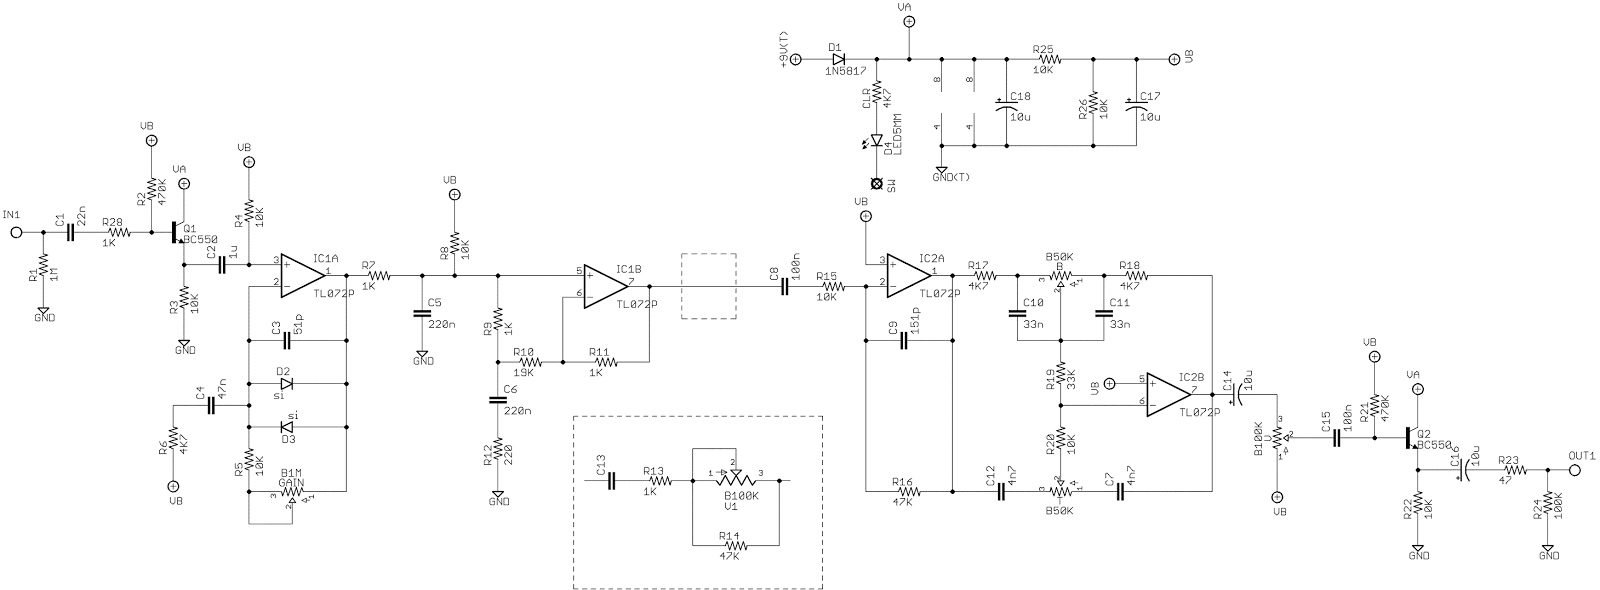 VA
+9V(T)
D1
1N5817
R25
10K
VB
CLR
4K7
8
8
4
4
C18
10u
R26
10K
C17
10u
D4
LED5MM
SW
GND(T)
VB
VA
VB
VB
VB
IN1
C1
22n
R28
1K
R2
470K
Q1
BC550
R1
1M
GND
C2
1u
R3
10K
GND
R4
10K
3
2
1
IC1A
TL072P
C3
51p
D2
si
si
D3
C4
47n
R6
4K7
VB
R5
10K
B1M
GAIN
3
2
1
R7
1K
C5
220n
GND
R8
10K
R9
1K
R10
19K
R11
1K
C6
220n
R12
220
GND
5
6
7
IC1B
TL072P
C13
R13
1K
1
2
3
B100K
V1
R14
47K
C8
100n
R15
10K
3
2
1
IC2A
TL072P
C9
151p
R16
47K
R17
4K7
B50K
B
3
2
1
R18
4K7
C10
33n
C11
33n
R19
33K
R20
10K
VB
5
6
7
IC2B
TL072P
C12
4n7
3
2
1
T
B50K
C7
4n7
C14
10u
B100K
V
3
2
1
VB
C15
100n
VB
R21
470K
VA
Q2
BC550
C16
10u
R22
10K
GND
R23
47
R24
100K
GND
OUT1